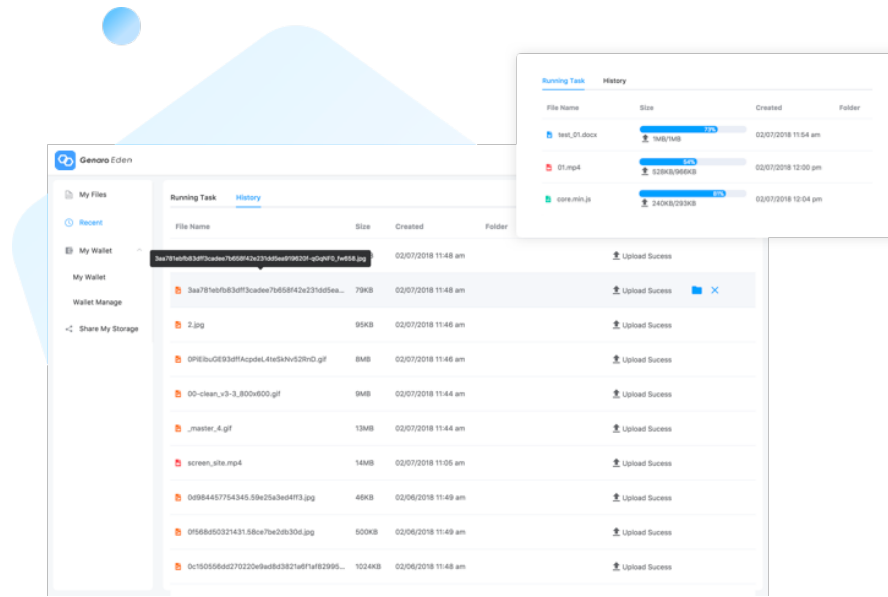 Running Task History
File Name Size Created Folder
test_01.docx 73% 02/07/2018 11:54 am
1MB/1MB
01.mp4 54% 02/07/2018 12:00 pm
528KB/966KB
core.min.js 81% 02/07/2018 12:04 pm
240KB/293KB
Genaro Eden
My Files
Recent
My Wallet
My Wallet
Wallet Manage
Share My Storage
Running Task History
File Name Size Created Folder
02/07/2018 11:48 am Upload Sucess
3aa781ebfb83dff3cadee7b658f42e231dd5ea... 79KB 02/07/2018 11:48 am Upload Sucess
2.jpg 95KB 02/07/2018 11:46 am Upload Sucess
8MB 02/07/2018 11:46 am Upload Sucess
00-clean_v3-3_800x600.gif 9MB 02/07/2018 11:44 am Upload Sucess
_master_4.gif 13MB 02/07/2018 11:44 am Upload Sucess
screen_site.mp4 14MB 02/07/2018 11:05 am Upload Sucess
0d984457754345.59e25a3ed4ff3.jpg 46KB 02/06/2018 11:49 am Upload Sucess
0f568d50321431.58ce7be2db30d.jpg 500KB 02/06/2018 11:49 am Upload Sucess
0c150556dd270220e9ad8d3821a6f1af82995... 1024KB 02/06/2018 11:48 am Upload Sucess